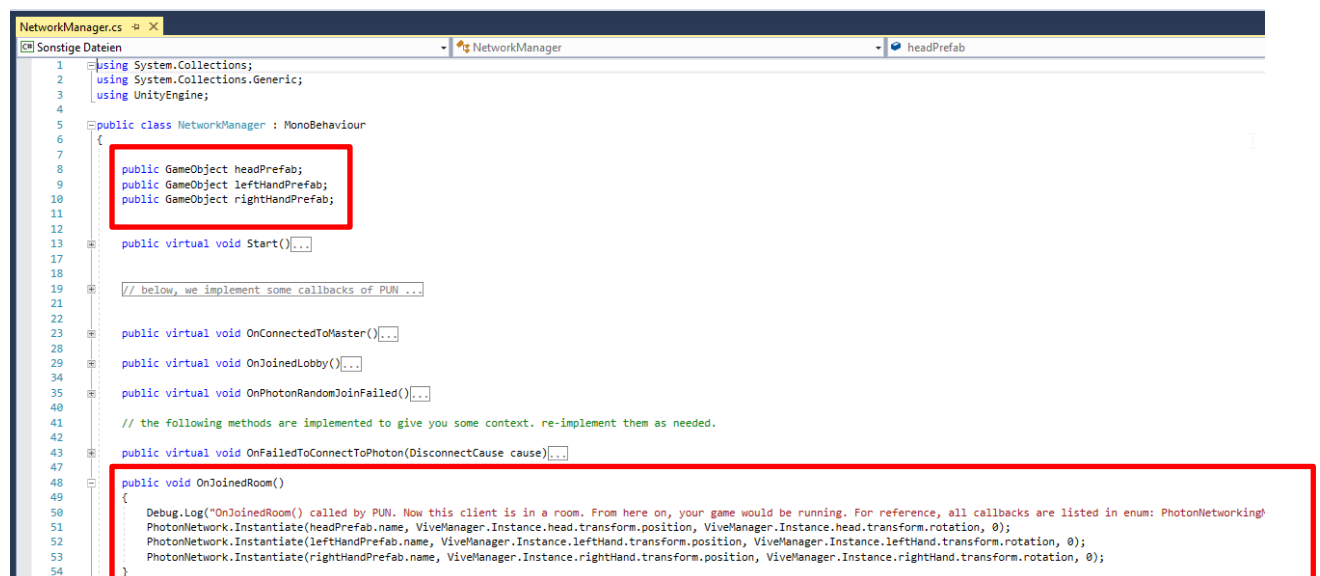 NetworkManager.cs
C# Sonstige Dateien NetworkManager headPrefab
1 using System.Collections;
2 using System.Collections.Generic;
3 using UnityEngine;
4
5 public class NetworkManager : MonoBehaviour
6 {
7
8 public GameObject headPrefab;
9 public GameObject leftHandPrefab;
10 public GameObject rightHandPrefab;
11
12
13 public virtual void Start()...
17
18
19 // below, we implement some callbacks of PUN ...
21
22
23 public virtual void OnConnectedToMaster()...
28
29 public virtual void OnJoinedLobby()...
34
35 public virtual void OnPhotonRandomJoinFailed()...
40
41 // the following methods are implemented to give you some context. re-implement them as needed.
42
43 public virtual void OnFailedToConnectToPhoton(DisconnectCause cause)...
47
48 public void OnJoinedRoom()
49 {
50 Debug.Log("OnJoinedRoom() called by PUN. Now this client is in a room. From here on, your game would be running. For reference, all callbacks are listed in enum: PhotonNetworking
51 PhotonNetwork.Instantiate(headPrefab.name, ViveManager.Instance.head.transform.position, ViveManager.Instance.head.transform.rotation, 0);
52 PhotonNetwork.Instantiate(leftHandPrefab.name, ViveManager.Instance.leftHand.transform.position, ViveManager.Instance.leftHand.transform.rotation, 0);
53 PhotonNetwork.Instantiate(rightHandPrefab.name, ViveManager.Instance.rightHand.transform.position, ViveManager.Instance.rightHand.transform.rotation, 0);
54 }